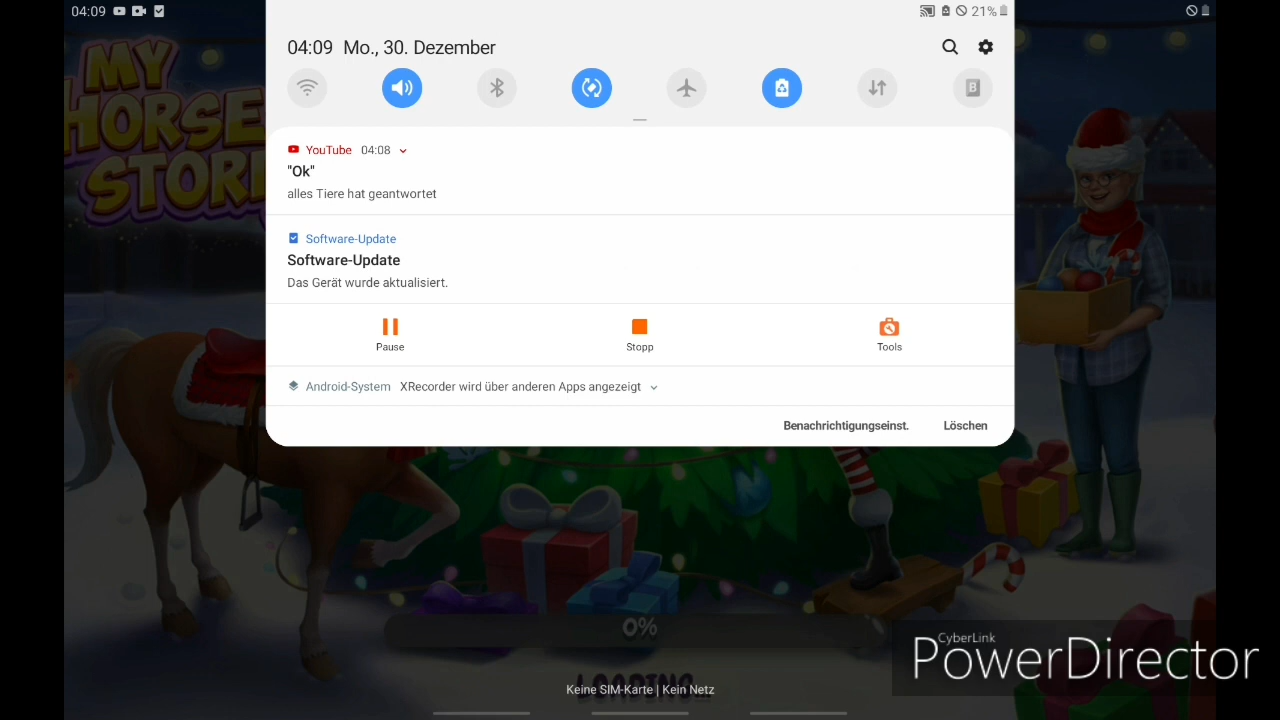 04:09
21%
04:09 Mo., 30. Dezember
B
MY
HORSE
STOR
YouTube 04:08
"Ok"
alles Tiere hat geantwortet
Software-Update
Software-Update
Das Gerät wurde aktualisiert.
Pause
Stopp
Tools
Android-System XRecorder wird über anderen Apps angezeigt
Benachrichtigungseinst.
Löschen
0%
LOADING...
Keine SIM-Karte | Kein Netz
CyberLink
PowerDirector